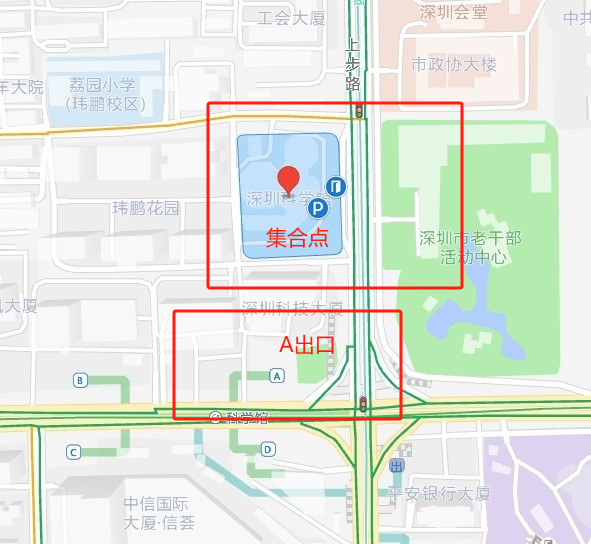 工会大厦
深圳会堂
中共
上步路
市政协大楼
荔园小学
(玮鹏校区)
羊大院
深圳科学馆
P
玮鹏花园
集合点
深圳市老干部
活动中心
深圳科技大厦
A出口
B
A
科学馆
C
D
平安银行大厦
中信国际
大厦·信荟